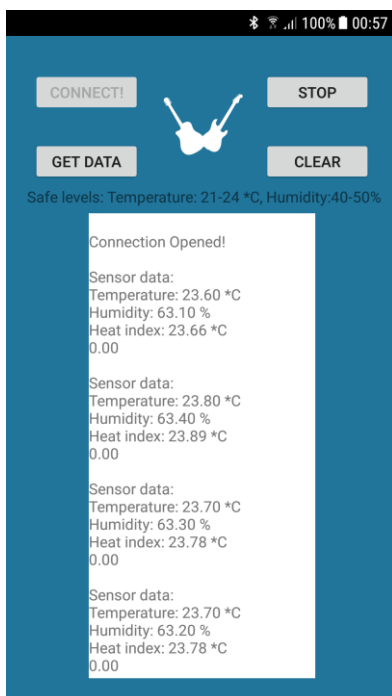 100% 00:57
CONNECT! STOP
GET DATA CLEAR
Safe levels: Temperature: 21-24 *C, Humidity:40-50%
Connection Opened!
Sensor data:
Temperature: 23.60 *C
Humidity: 63.10 %
Heat index: 23.66 *C
0.00
Sensor data:
Temperature: 23.80 *C
Humidity: 63.40 %
Heat index: 23.89 *C
0.00
Sensor data:
Temperature: 23.70 *C
Humidity: 63.30 %
Heat index: 23.78 *C
0.00
Sensor data:
Temperature: 23.70 *C
Humidity: 63.20 %
Heat index: 23.78 *C
0.00